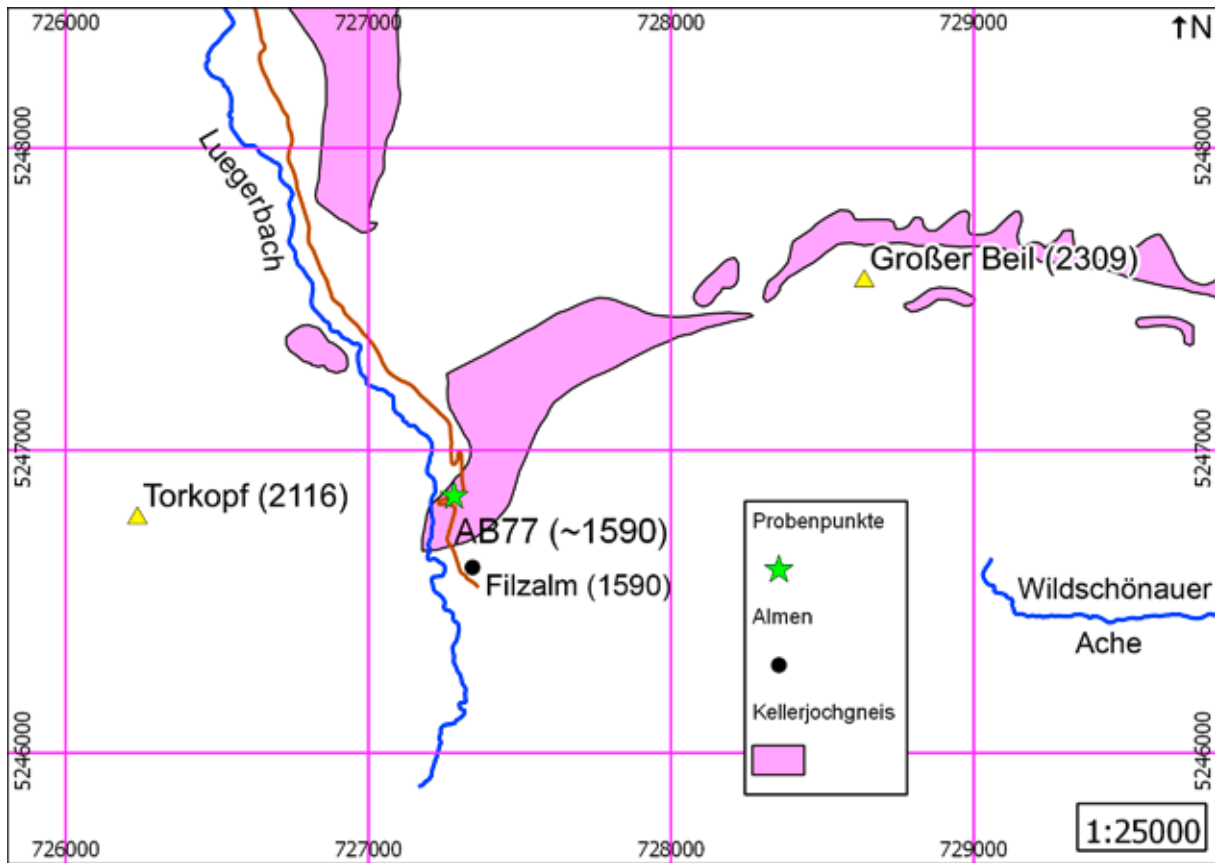 726000 727000 728000 729000
↑N
5248000 5248000
Luegerbach
Großer Beil (2309)
5247000 5247000
Torkopf (2116)
AB77 (~1590)
Filzalm (1590)
Probenpunkte
Almen
Kellerjochgneis
Wildschönauer
Ache
5246000 5246000
1:25000
726000 727000 728000 729000